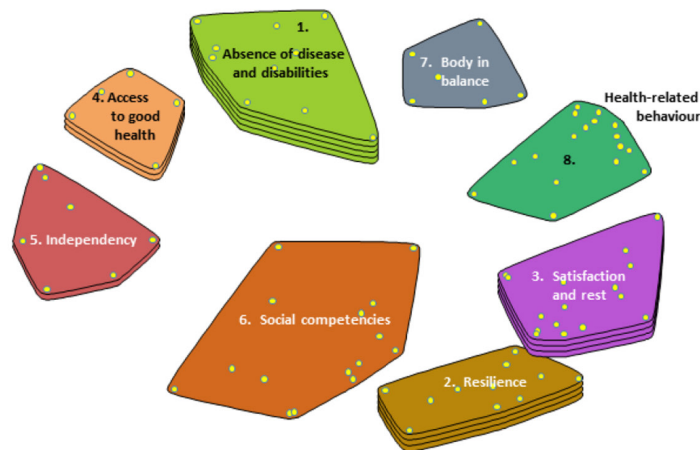 1.
Absence of disease
and disabilities
7. Body in
balance
4. Access
to good
health
Health-related
behaviour
8.
5. Independency
3. Satisfaction
and rest
6. Social competencies
2. Resilience